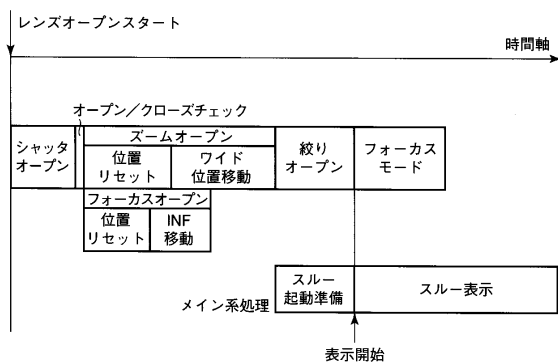 レンズオープンスタート
時間軸
オープン／クローズチェック
シャッタ
オープン
ズームオープン
位置
リセット
ワイド
位置移動
絞り
オープン
フォーカス
モード
フォーカスオープン
位置
リセット
INF
移動
メイン系処理
スルー
起動準備
スルー表示
表示開始